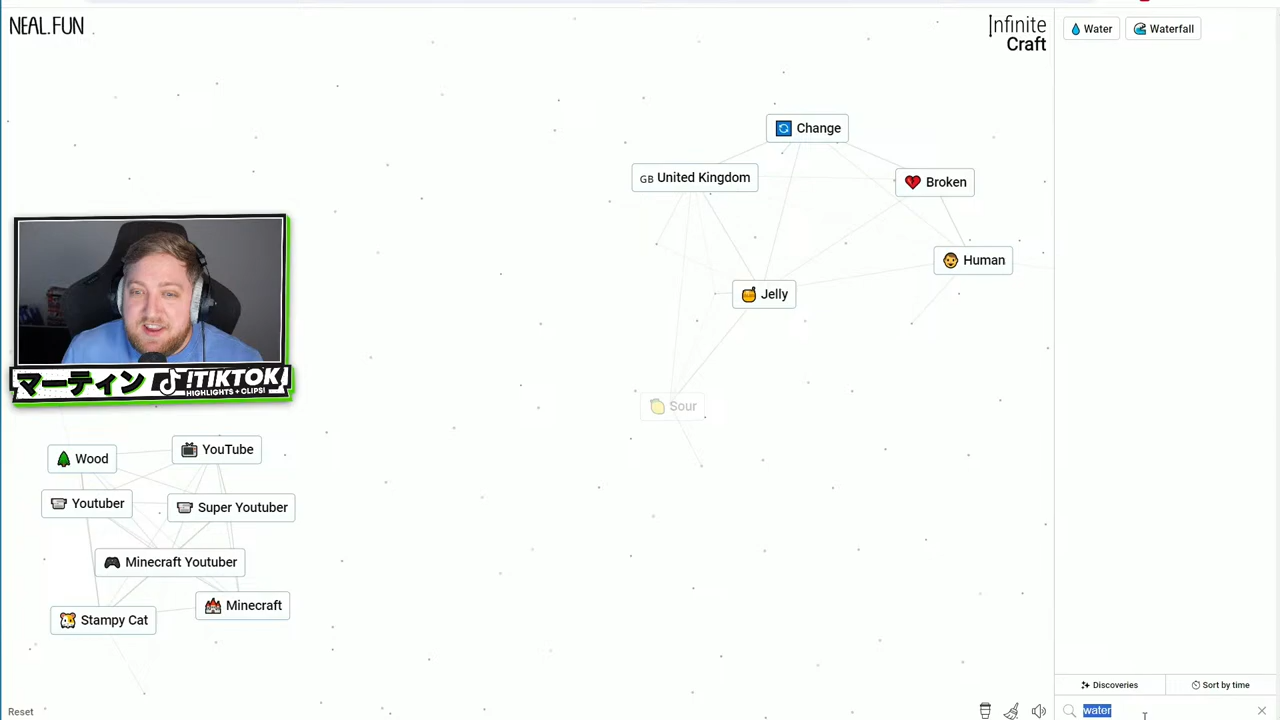 NEAL.FUN
Infinite
Craft
Water
Waterfall
Change
GB United Kingdom
Broken
Human
Jelly
Sour
マーティン !TIKTOK
HIGHLIGHTS + CLIPS!
Wood
YouTube
Youtuber
Super Youtuber
Minecraft Youtuber
Minecraft
Stampy Cat
Discoveries
Sort by time
Reset
water